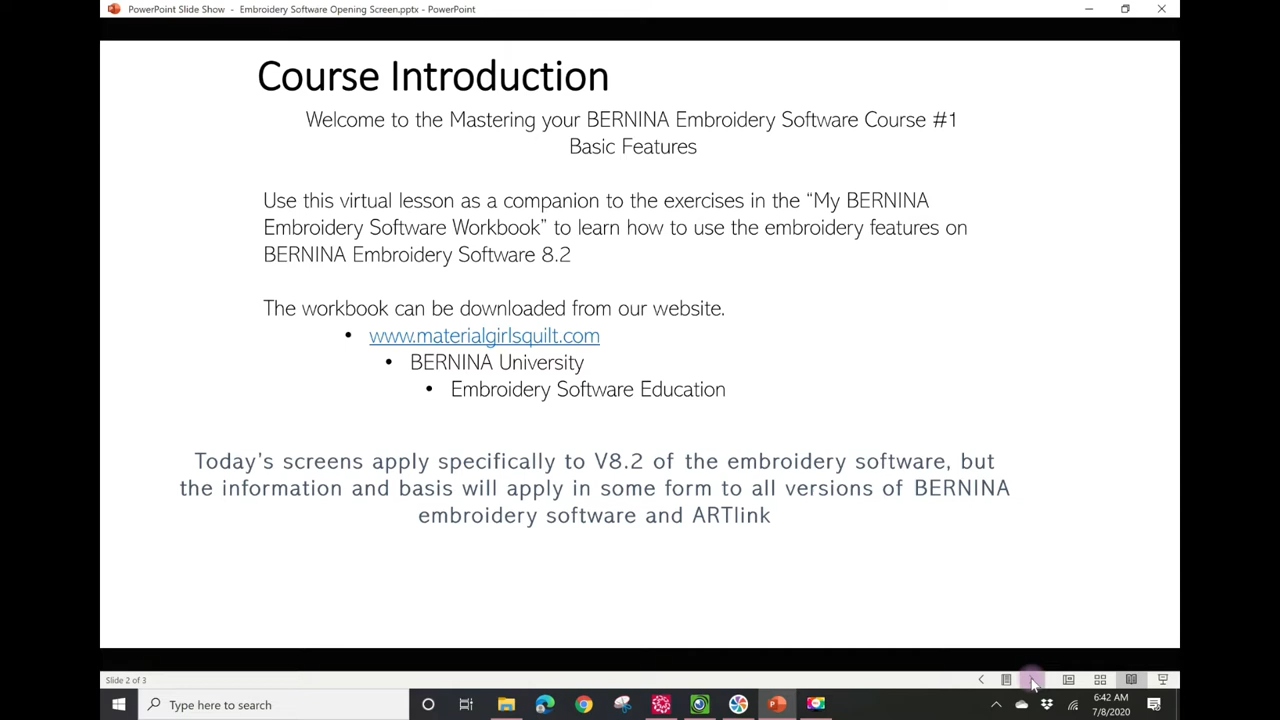 PowerPoint Slide Show - Embroidery Software Opening Screen.pptx - PowerPoint
Course Introduction
Welcome to the Mastering your BERNINA Embroidery Software Course #1
Basic Features
Use this virtual lesson as a companion to the exercises in the “My BERNINA
Embroidery Software Workbook” to learn how to use the embroidery features on
BERNINA Embroidery Software 8.2
The workbook can be downloaded from our website.
• www.materialgirlsquilt.com
• BERNINA University
• Embroidery Software Education
Today’s screens apply specifically to V8.2 of the embroidery software, but
the information and basis will apply in some form to all versions of BERNINA
embroidery software and ARTlink
Slide 2 of 3
Type here to search
6:42 AM
7/8/2020